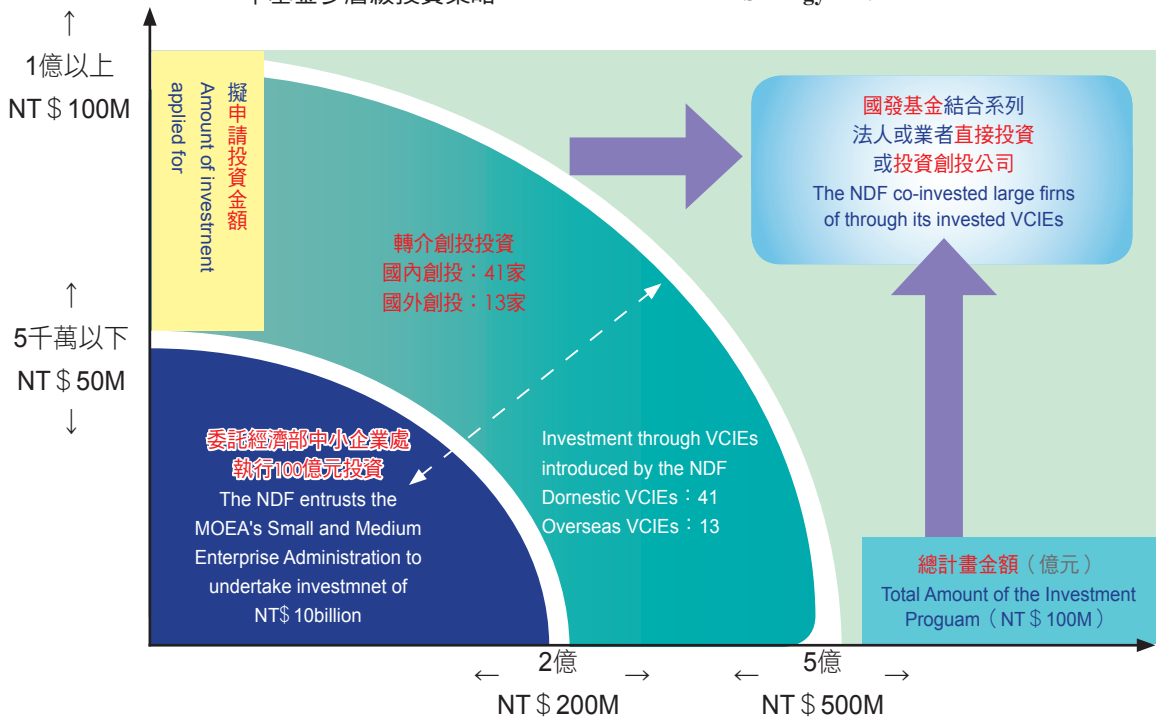 ↑
1億以上
NT＄100M
擬申請投資金額
Amount of investrnent
applied for
↑
5千萬以下
NT＄50M
↓
國發基金結合系列
法人或業者直接投資
或投資創投公司
The NDF co-invested large firns
of through its invested VCIEs
轉介創投投資
國內創投：41家
國外創投：13家
委託經濟部中小企業處
執行100億元投資
The NDF entrusts the
MOEA's Small and Medium
Enterprise Administration to
undertake investmnet of
NT$ 10billion
Investment through VCIEs
introduced by the NDF
Dornestic VCIEs：41
Overseas VCIEs：13
總計畫金額（億元）
Total Amount of the Investment
Proguam（NT＄100M）
← 2億 →
NT＄200M
← 5億 →
NT＄500M